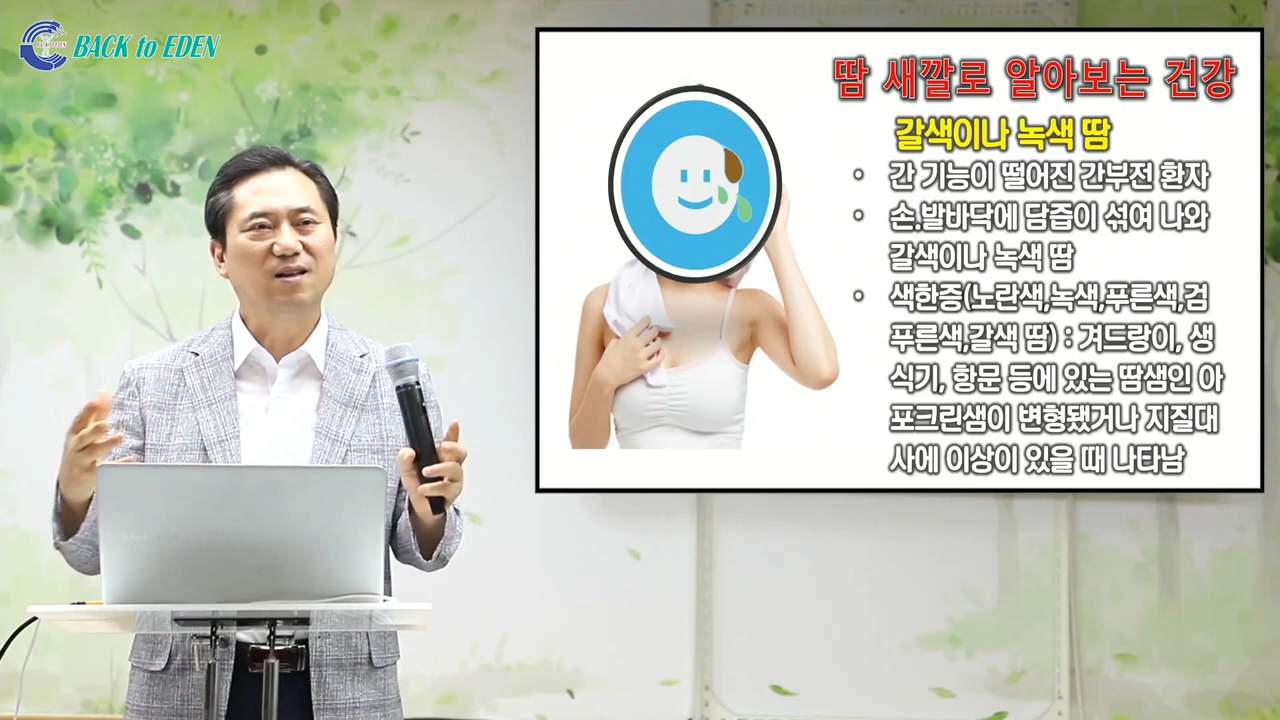 BACK to EDEN
땀 새깔로 알아보는 건강
갈색이나 녹색 땀
• 간 기능이 떨어진 간부전 환자
• 손.발바닥에 담즙이 섞여 나와
갈색이나 녹색 땀
• 색한증(노란색,녹색,푸른색,검
푸른색,갈색 땀) : 겨드랑이, 생
식기, 항문 등에 있는 땀샘인 아
포크린샘이 변형됐거나 지질대
사에 이상이 있을 때 나타남